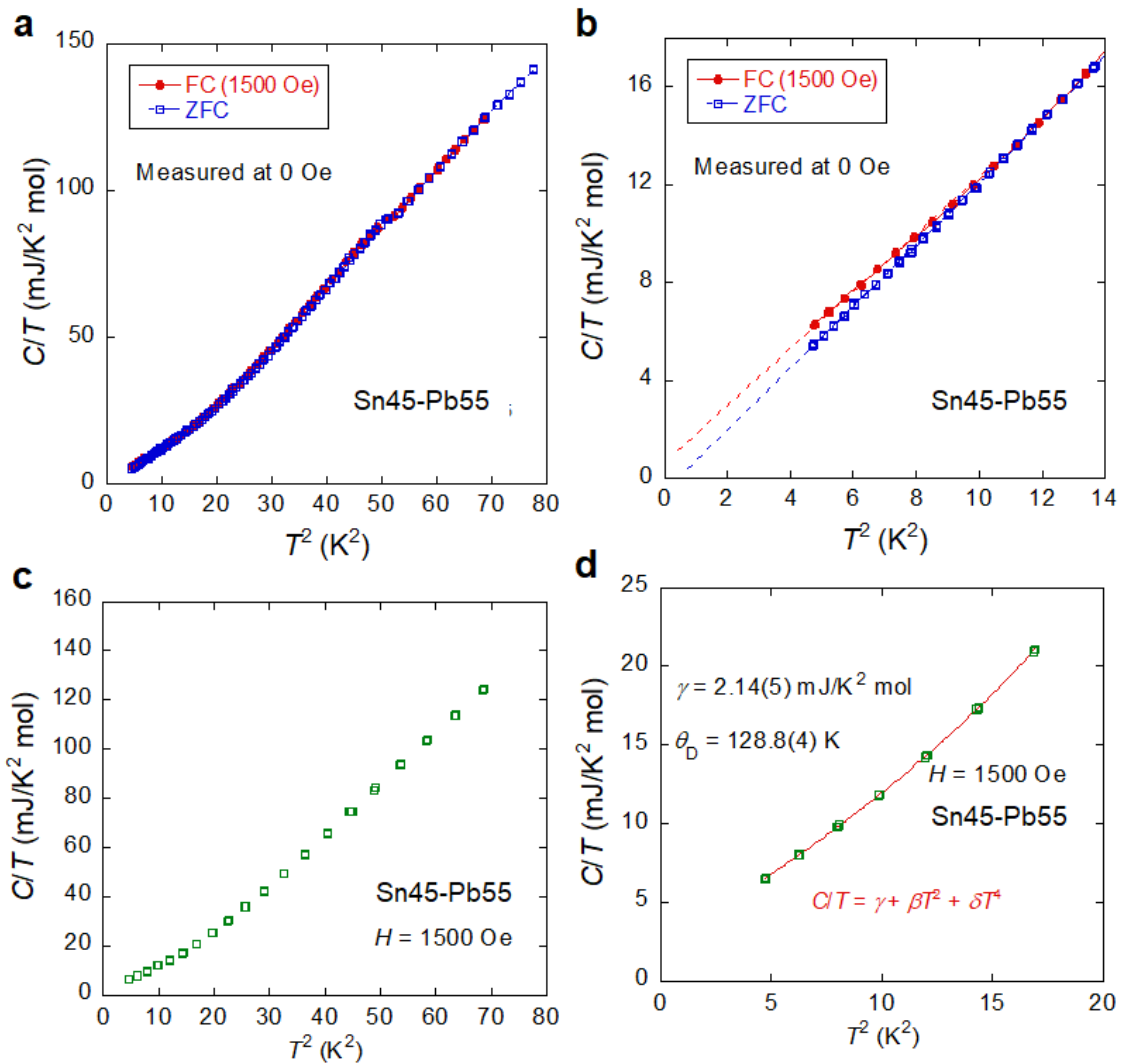 a
150
100
50
0
C/T (mJ/K² mol)
FC (1500 Oe)
ZFC
Measured at 0 Oe
Sn45-Pb55
0 10 20 30 40 50 60 70 80
T² (K²)
b
16
12
8
4
0
C/T (mJ/K² mol)
FC (1500 Oe)
ZFC
Measured at 0 Oe
Sn45-Pb55
0 2 4 6 8 10 12 14
T² (K²)
c
160
140
120
100
80
60
40
20
0
C/T (mJ/K² mol)
Sn45-Pb55
H = 1500 Oe
0 10 20 30 40 50 60 70 80
T² (K²)
d
25
20
15
10
5
0
C/T (mJ/K² mol)
γ = 2.14(5) mJ/K² mol
θD = 128.8(4) K
H = 1500 Oe
Sn45-Pb55
C/T = γ + βT² + δT⁴
0 5 10 15 20
T² (K²)